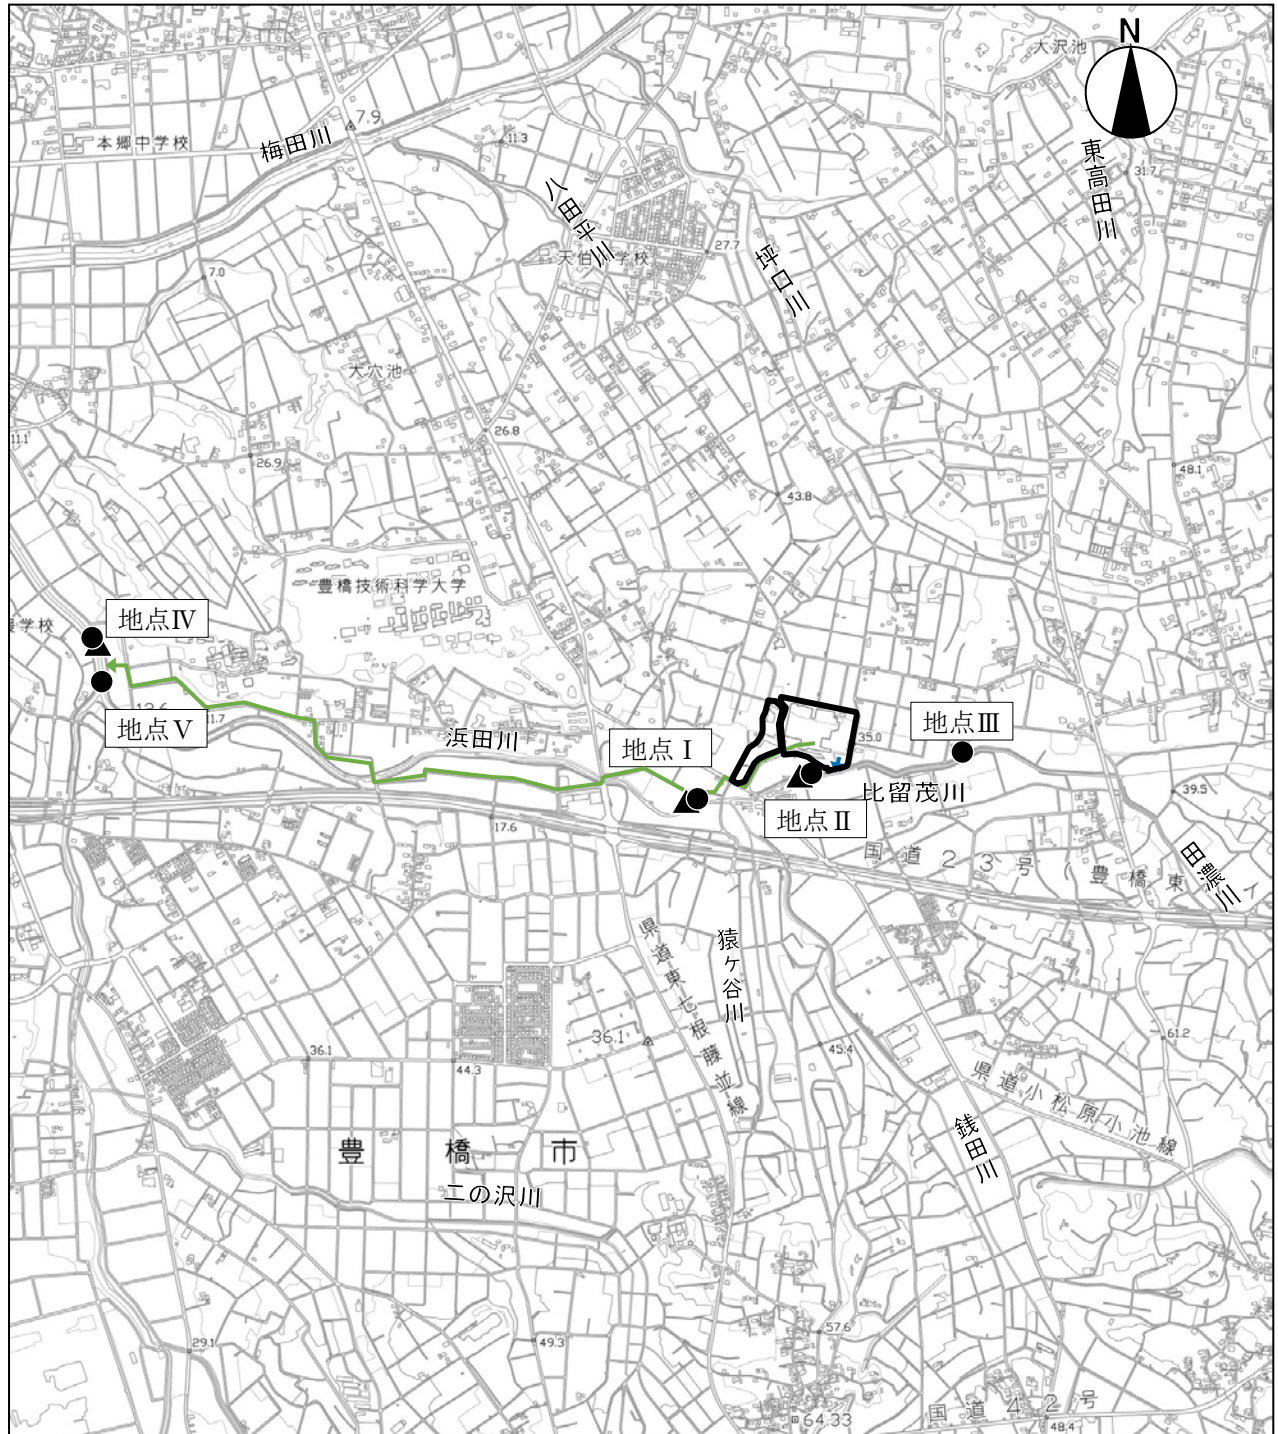 N
大沢池
7.9
本郷中学校
梅田川
11.3
東高田川
31.7
八田平川
天伯 学校
27.7
坪口川
7.0
大穴池
11.1
26.8
26.9
48.1
43.8
豊橋技術科学大学
地点Ⅳ
学校
地点Ⅴ
11.7
浜田川
地点Ⅰ
35.0
地点Ⅲ
比留茂川
39.5
地点Ⅱ
17.6
国道23号(豊橋東
田濃川
県道東七根藤並線
猿ヶ谷川
36.1
61.2
36.1
44.3
45.4
県道小松原小池線
銭田川
豊橋市
二の沢川
29.1
49.3
57.6
64.33
国道42号
48.4